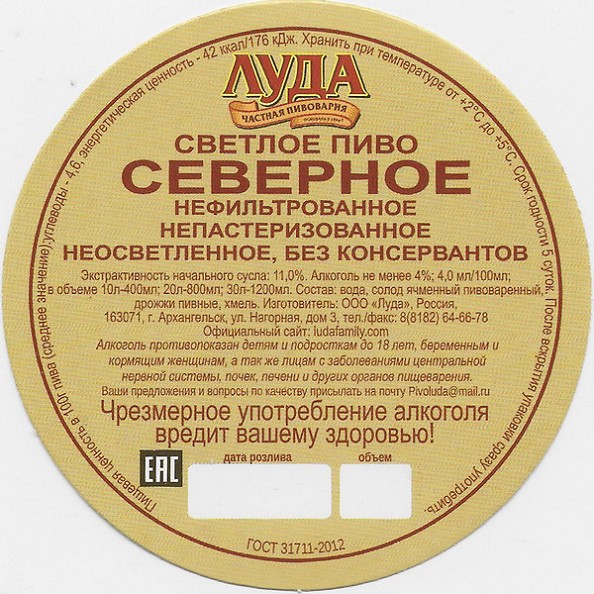 ЛУДА
ЧАСТНАЯ ПИВОВАРНЯ
СВЕТЛОЕ ПИВО
СЕВЕРНОЕ
НЕФИЛЬТРОВАННОЕ
НЕПАСТЕРИЗОВАННОЕ
НЕОСВЕТЛЕННОЕ, БЕЗ КОНСЕРВАНТОВ
Экстрактивность начального сусла: 11,0%. Алкоголь не менее 4%; 4,0 мл/100мл;
в объеме 10л-400мл; 20л-800мл; 30л-1200мл. Состав: вода, солод ячменный пивоваренный,
дрожжи пивные, хмель. Изготовитель: ООО «Луда», Россия,
163071, г. Архангельск, ул. Нагорная, дом 3, тел./факс: 8(8182) 64-66-78
Официальный сайт: ludafamily.com
Алкоголь противопоказан детям и подросткам до 18 лет, беременным и
кормящим женщинам, а так же лицам с заболеваниями центральной
нервной системы, почек, печени и других органов пищеварения.
Ваши предложения и вопросы по качеству присылать на почту Pivoluda@mail.ru
Чрезмерное употребление алкоголя
вредит вашему здоровью!
EAC
дата розлива
объем
ГОСТ 31711-2012
Пищевая ценность в 100г пива (среднее значение):углеводы - 4,6, энергетическая ценность - 42 ккал/176 кДж. Хранить при температуре от +2°С до +5°С. Срок годности 5 суток. После вскрытия упаковки сразу употребить.